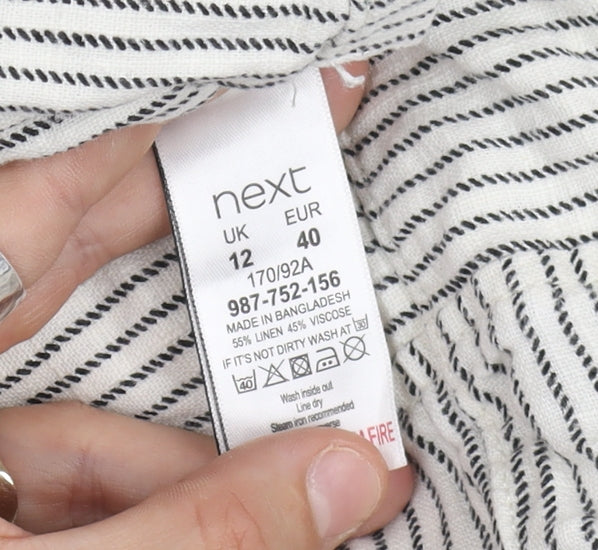 next
UK EUR
12 40
170/92A
987-752-156
MADE IN BANGLADESH
55% LINEN 45% VISCOSE
IF IT'S NOT DIRTY WASH AT 30
40
Wash inside out
Line dry
Steam iron recommended
FIRE